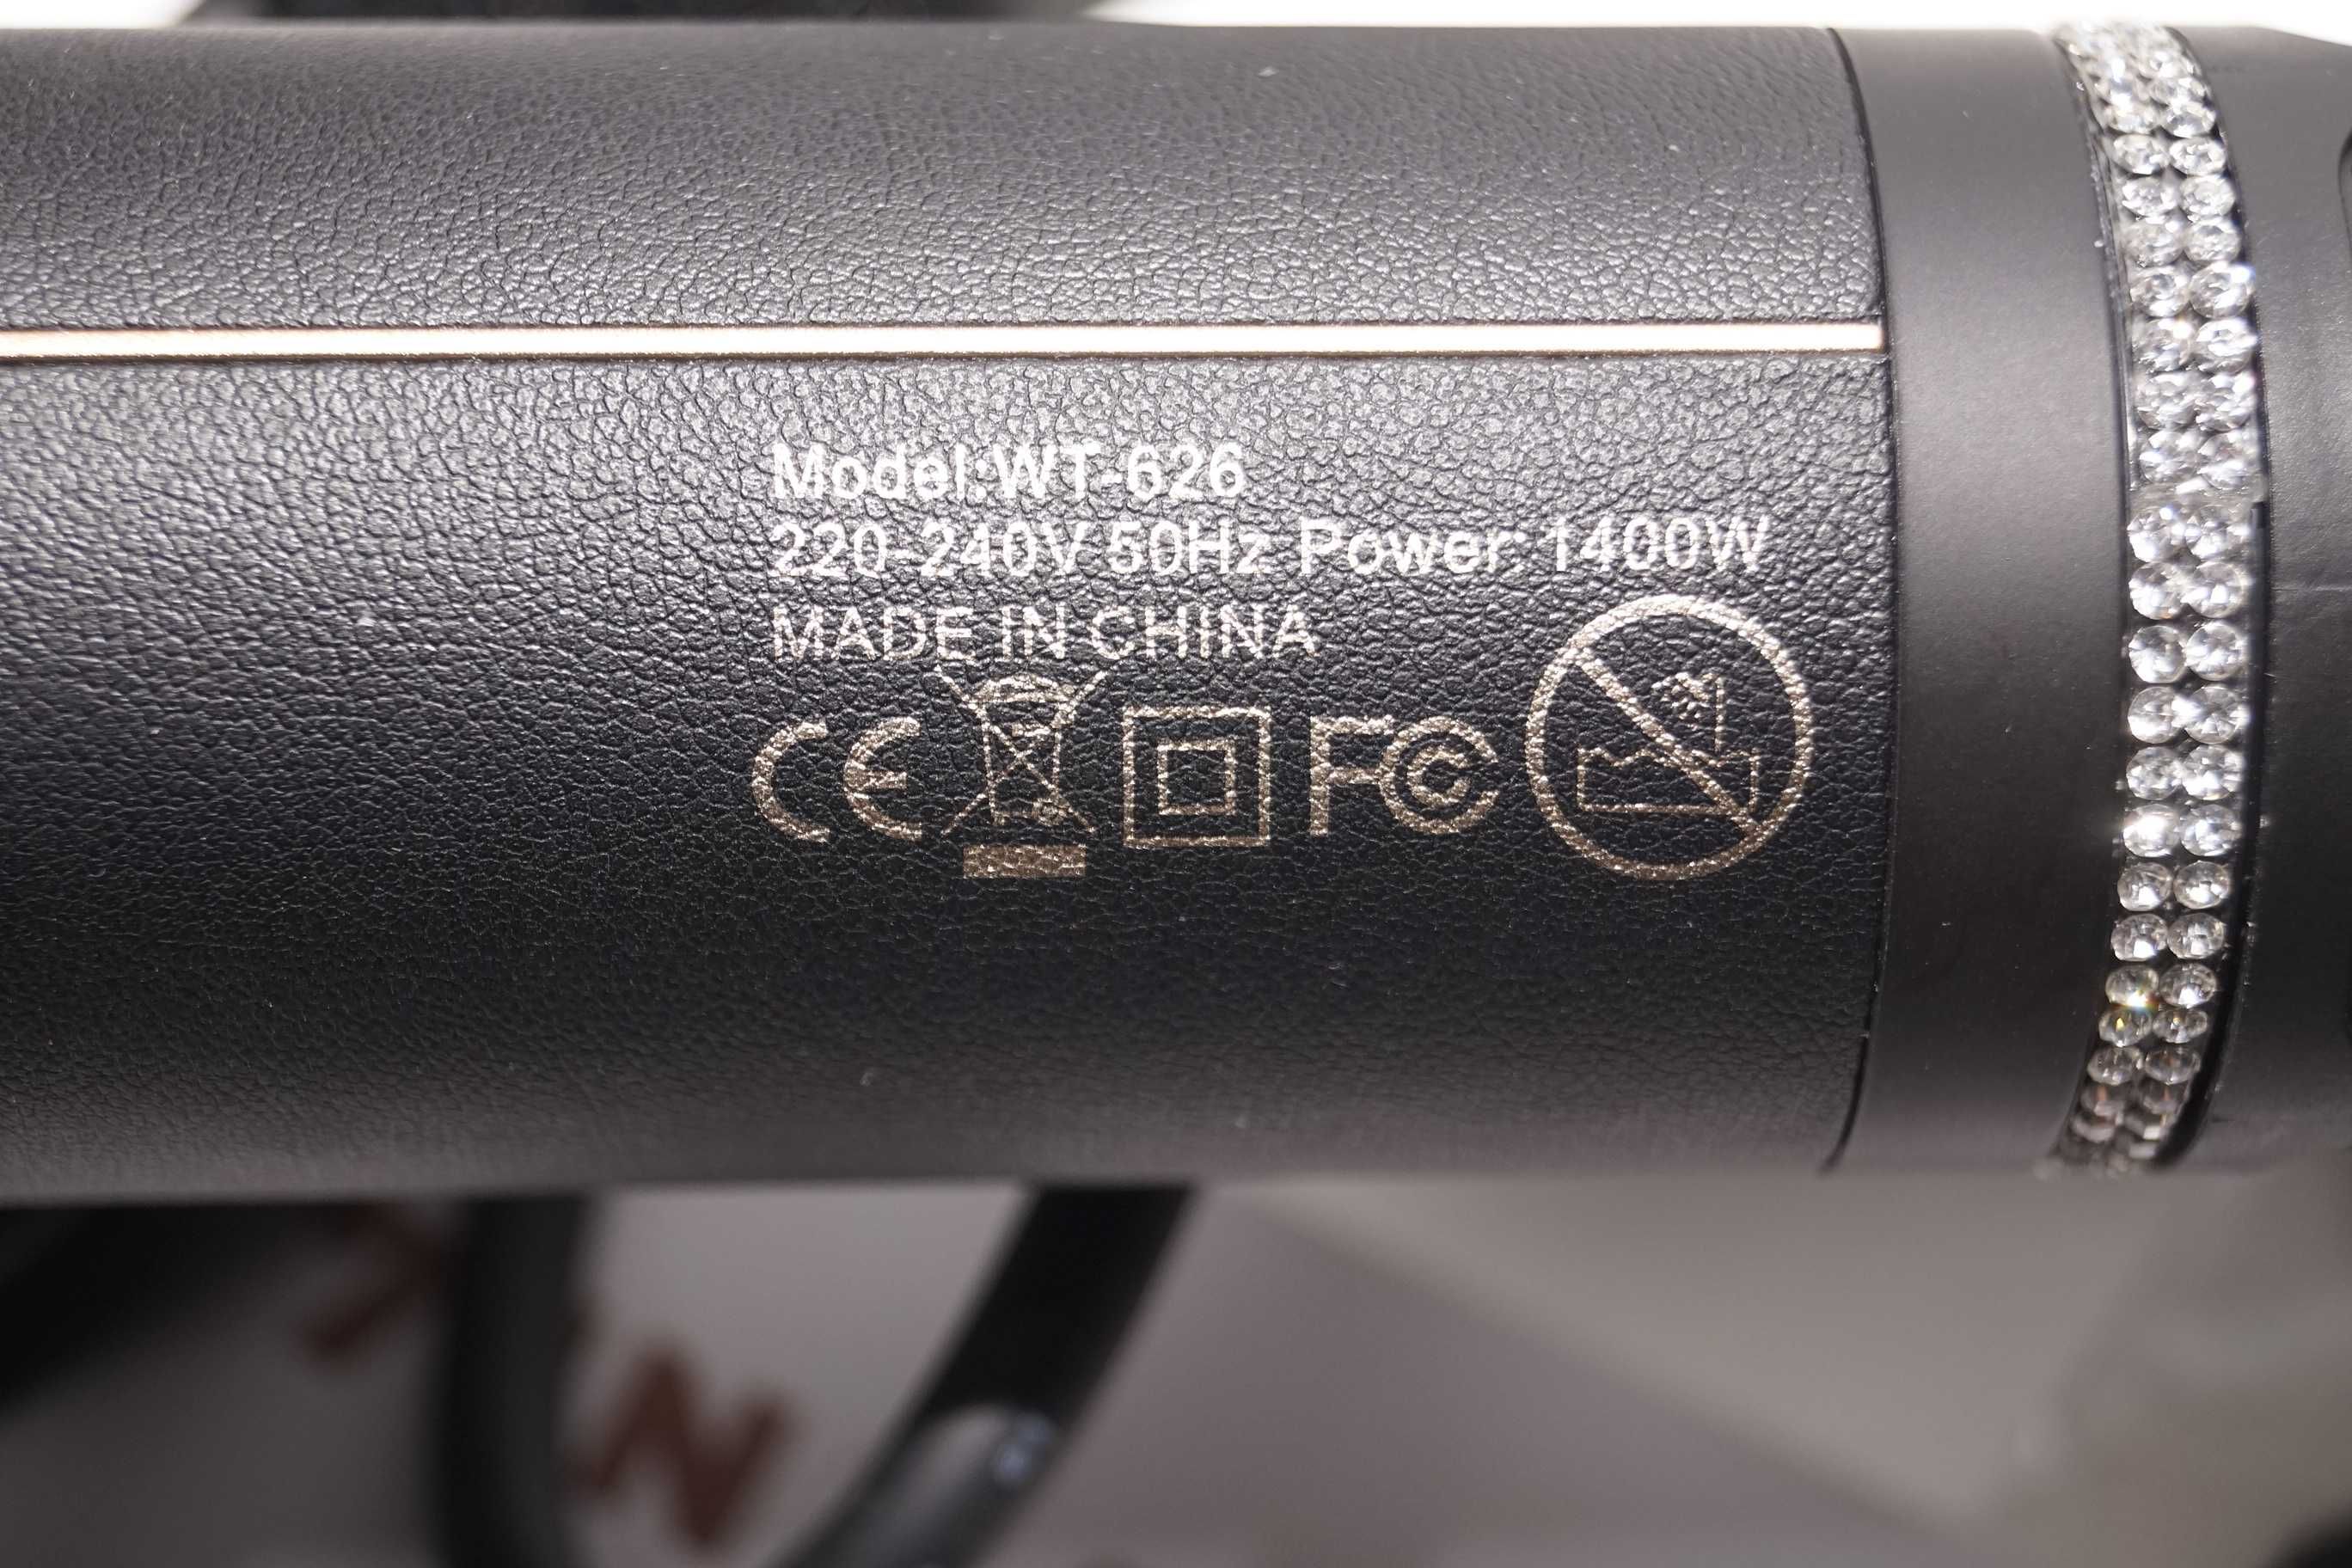 Model:WT-626
220-240V 50Hz Power: 1400W
MADE IN CHINA
CE FC